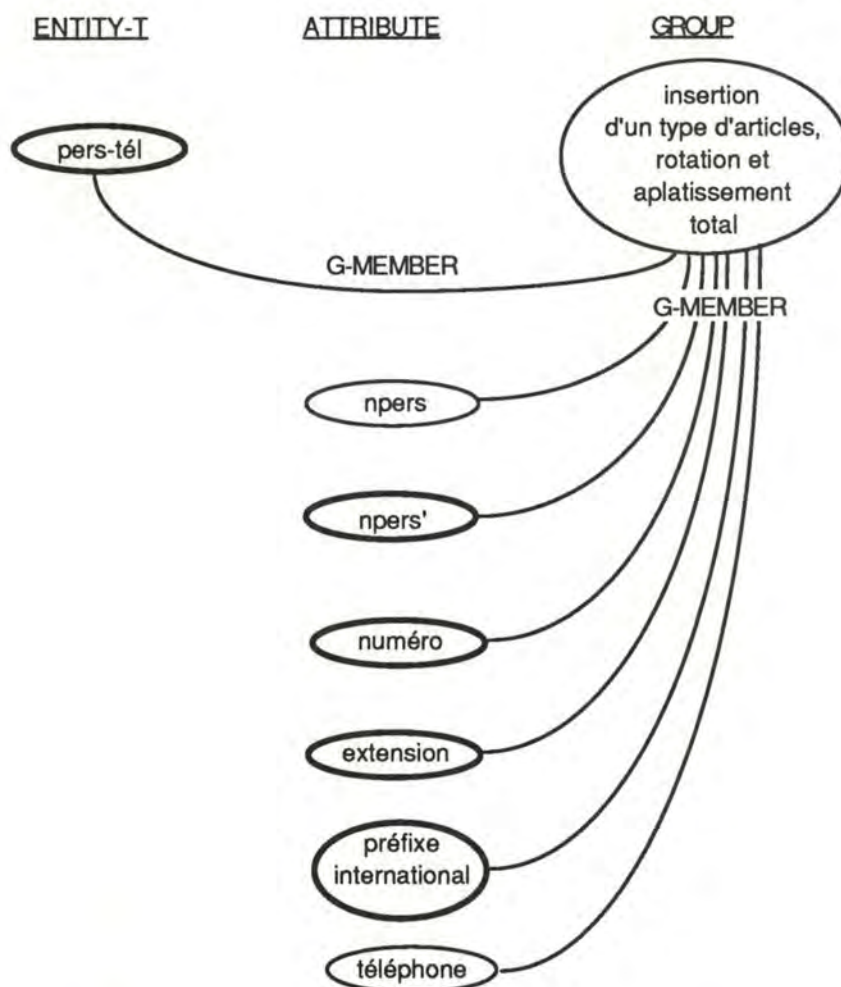 ENTITY-T ATTRIBUTE GROUP
insertion
d'un type d'articles,
rotation et
aplatissement
total
pers-tél
G-MEMBER
G-MEMBER
npers
npers'
numéro
extension
préfixe
international
téléphone